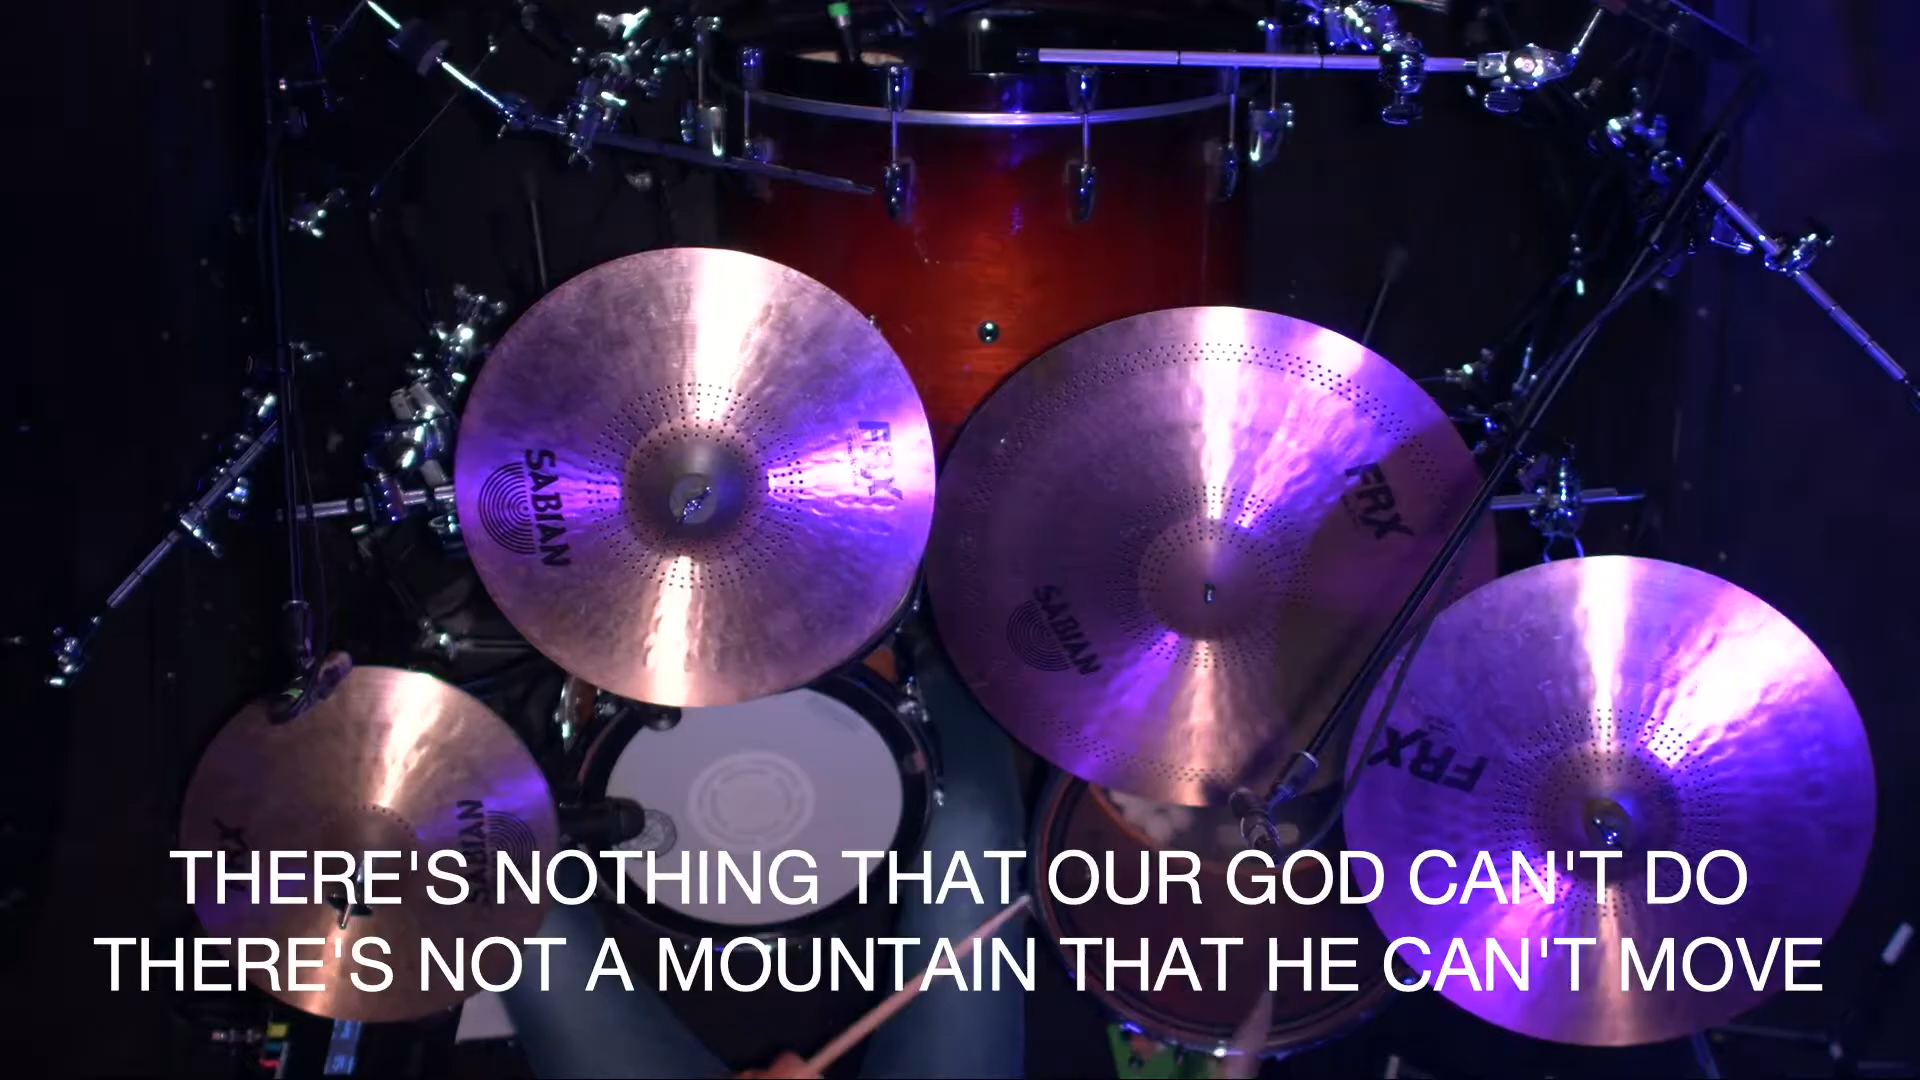 FRX
SABIAN
FRX
SABIAN
FRX
SABIAN
THERE'S NOTHING THAT OUR GOD CAN'T DO
THERE'S NOT A MOUNTAIN THAT HE CAN'T MOVE